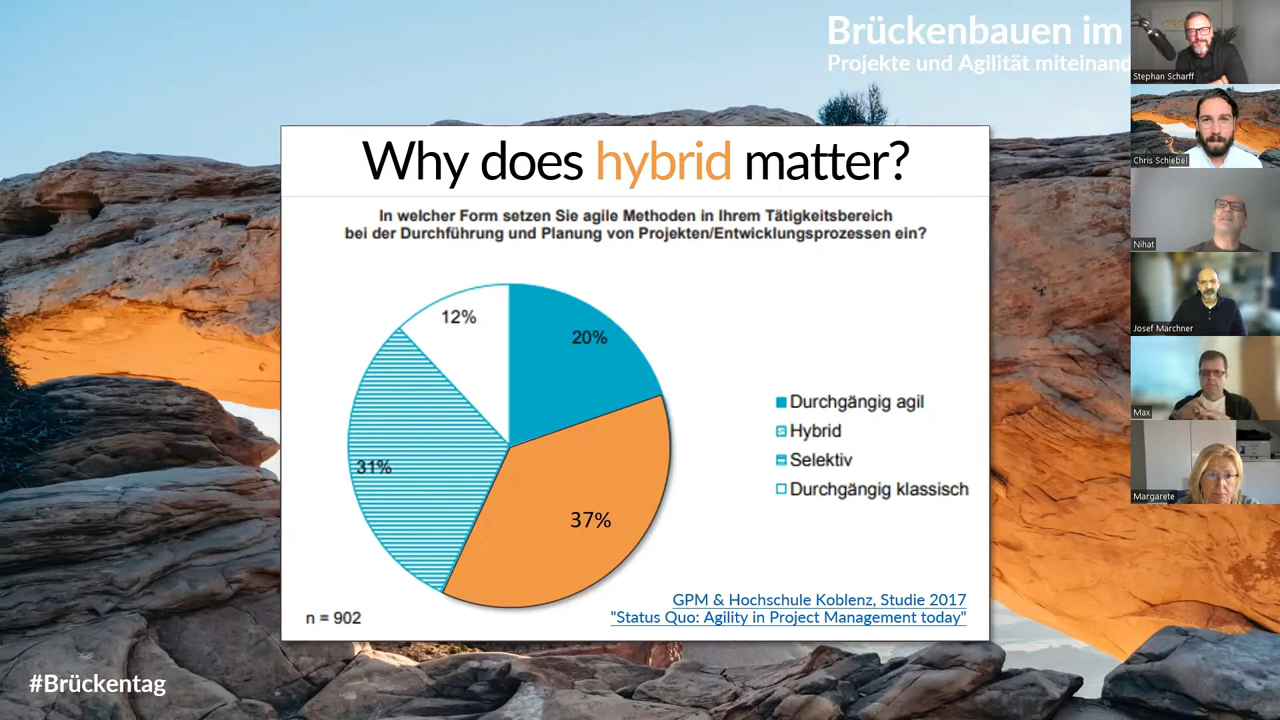 Brückenbauen im
Projekte und Agilität miteinand
Why does hybrid matter?
In welcher Form setzen Sie agile Methoden in Ihrem Tätigkeitsbereich
bei der Durchführung und Planung von Projekten/Entwicklungsprozessen ein?
12%
20%
31%
37%
Durchgängig agil
Hybrid
Selektiv
Durchgängig klassisch
n = 902
GPM & Hochschule Koblenz, Studie 2017
"Status Quo: Agility in Project Management today"
#Brückentag
Stephan Scharff
Chris Schiebel
Nihat
Josef Marchner
Max
Margarete